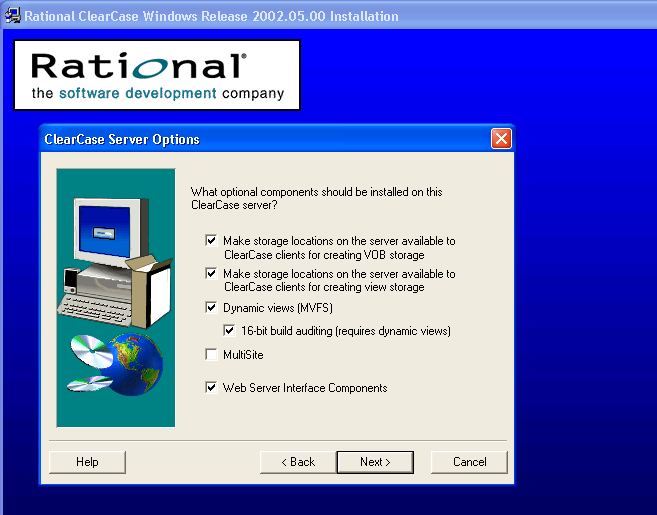 Rational ClearCase Windows Release 2002.05.00 Installation
Rational®
the software development company
ClearCase Server Options
What optional components should be installed on this
ClearCase server?
Make storage locations on the server available to
ClearCase clients for creating VOB storage
Make storage locations on the server available to
ClearCase clients for creating view storage
Dynamic views (MVFS)
16-bit build auditing (requires dynamic views)
MultiSite
Web Server Interface Components
Help
< Back
Next >
Cancel